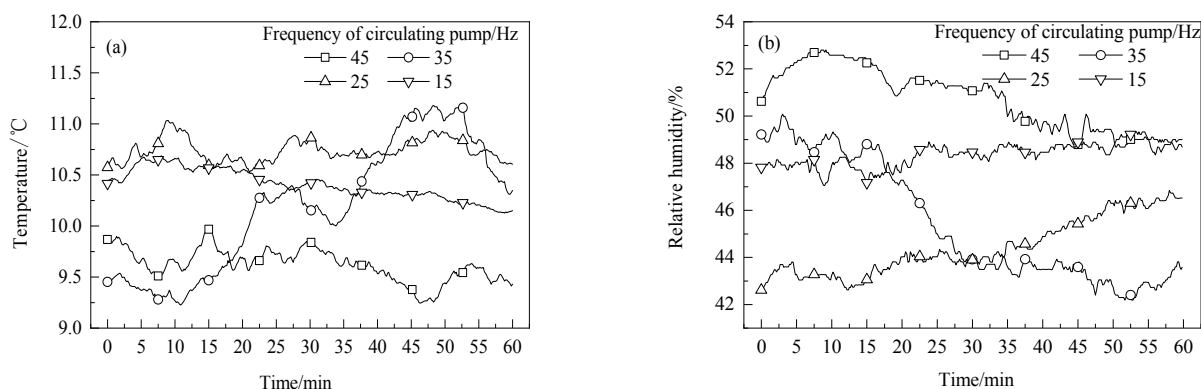 (a)
Frequency of circulating pump/Hz
45 35
25 15
12.0
11.5
11.0
10.5
10.0
9.5
9.0
Temperature/℃
0 5 10 15 20 25 30 35 40 45 50 55 60
Time/min
(b)
Frequency of circulating pump/Hz
45 35
25 15
54
52
50
48
46
44
42
Relative humidity/%
0 5 10 15 20 25 30 35 40 45 50 55 60
Time/min